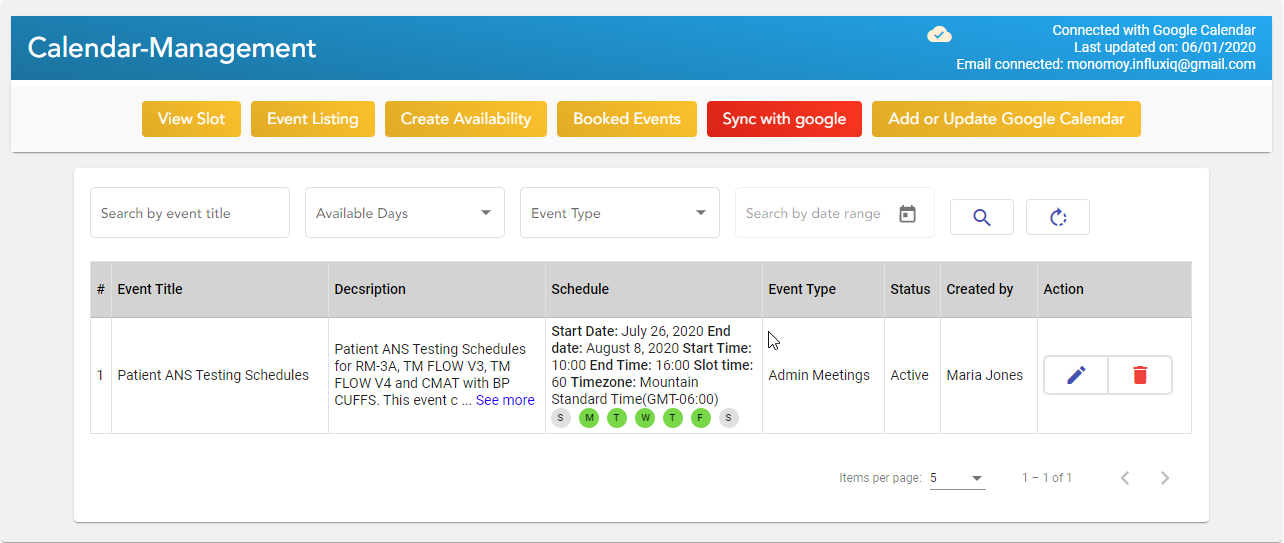 Calendar-Management
Connected with Google Calendar
Last updated on: 06/01/2020
Email connected: monomoy.influxiq@gmail.com
View Slot
Event Listing
Create Availability
Booked Events
Sync with google
Add or Update Google Calendar
Search by event title
Available Days
Event Type
Search by date range
# Event Title Decsription Schedule Event Type Status Created by Action
1
Patient ANS Testing Schedules
Patient ANS Testing Schedules
for RM-3A, TM FLOW V3, TM
FLOW V4 and CMAT with BP
CUFFS. This event c ... See more
Start Date: July 26, 2020 End
date: August 8, 2020 Start Time:
10:00 End Time: 16:00 Slot time:
60 Timezone: Mountain
Standard Time(GMT-06:00)
S M T W T F S
Admin Meetings
Active
Maria Jones
Items per page: 5 1 – 1 of 1